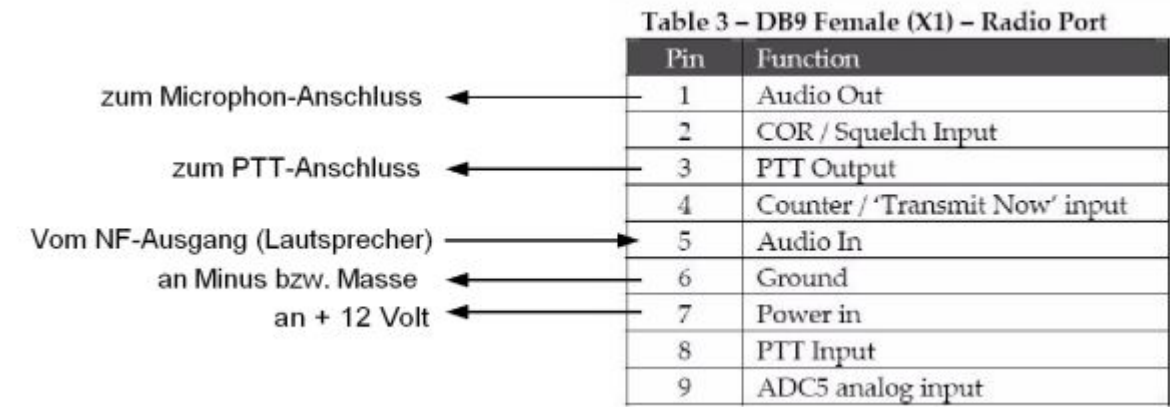 Table 3 – DB9 Female (X1) – Radio Port
Pin Function
zum Microphon-Anschluss 1 Audio Out
2 COR / Squelch Input
zum PTT-Anschluss 3 PTT Output
4 Counter / 'Transmit Now' input
Vom NF-Ausgang (Lautsprecher) 5 Audio In
an Minus bzw. Masse 6 Ground
an + 12 Volt 7 Power in
8 PTT Input
9 ADC5 analog input